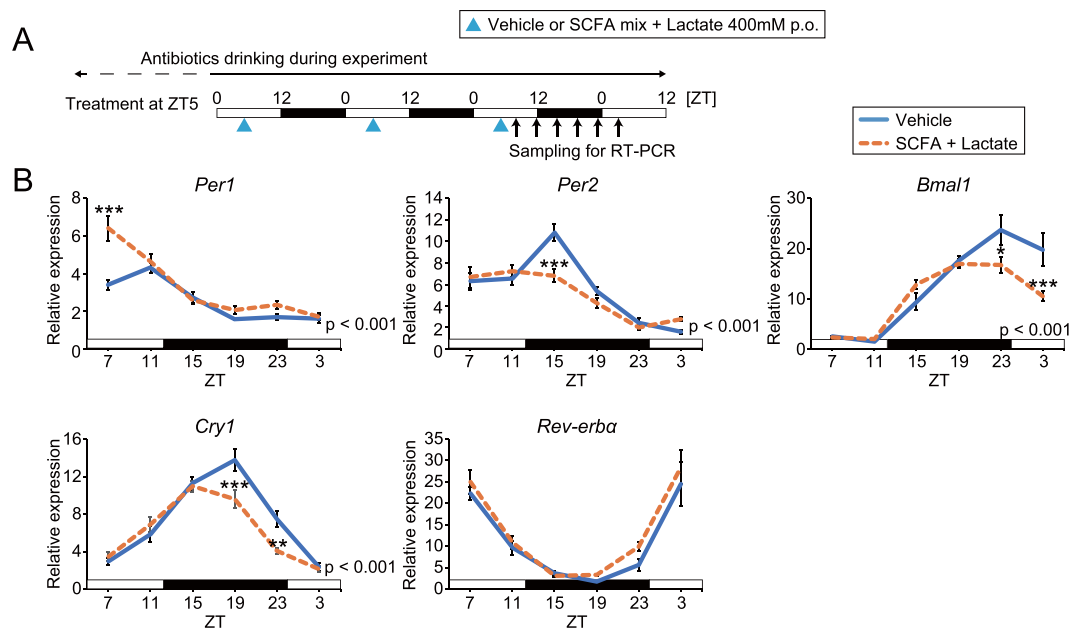 A
Vehicle or SCFA mix + Lactate 400mM p.o.
Antibiotics drinking during experiment
Treatment at ZT5
0 12 0 12 0 12 0 12 [ZT]
Sampling for RT-PCR
Vehicle
SCFA + Lactate
B
Per1
Relative expression
8
6
4
2
0
***
p < 0.001
7 11 15 19 23 3
ZT
Per2
Relative expression
14
12
10
8
6
4
2
0
***
p < 0.001
7 11 15 19 23 3
ZT
Bmal1
Relative expression
30
20
10
0
*
***
p < 0.001
7 11 15 19 23 3
ZT
Cry1
Relative expression
16
12
8
4
0
***
**
p < 0.001
7 11 15 19 23 3
ZT
Rev-erbα
Relative expression
35
30
25
20
15
10
5
0
7 11 15 19 23 3
ZT